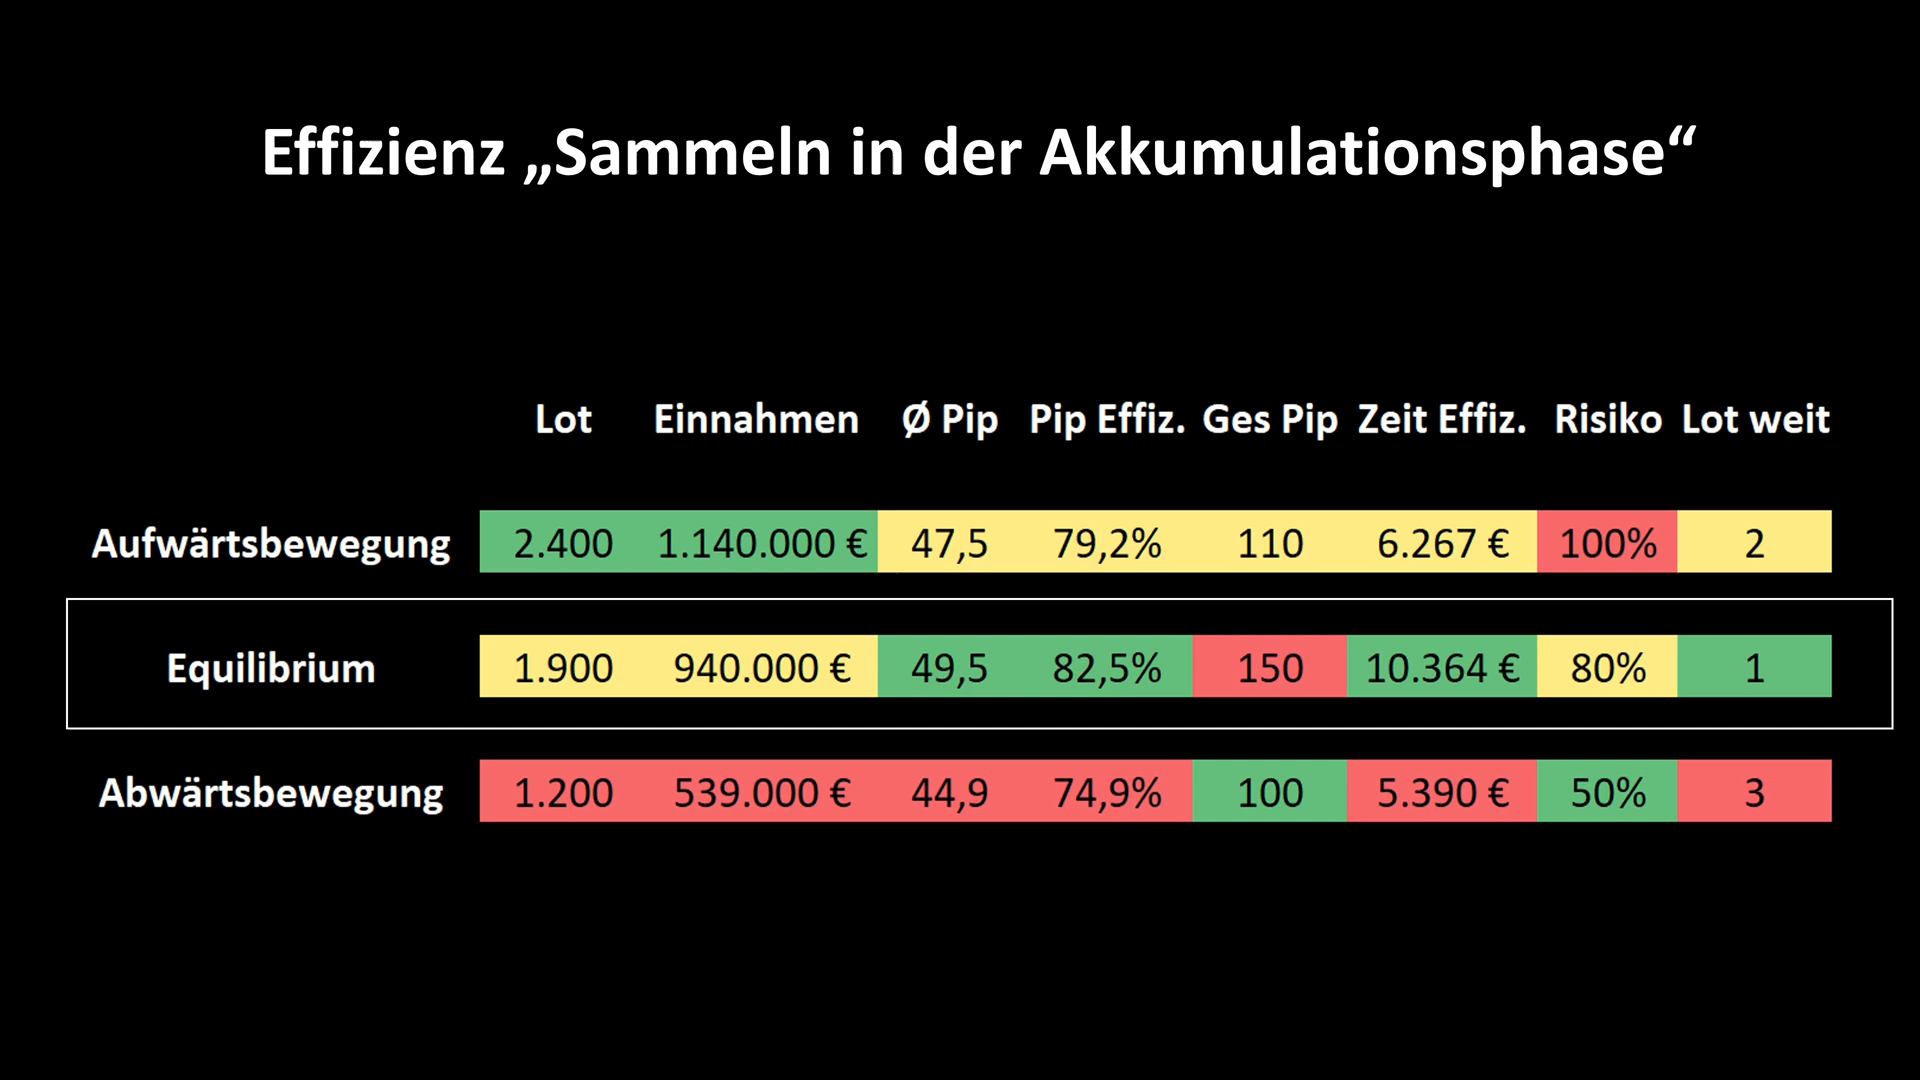 Effizienz „Sammeln in der Akkumulationsphase“
Lot Einnahmen Ø Pip Pip Effiz. Ges Pip Zeit Effiz. Risiko Lot weit
Aufwärtsbewegung 2.400 1.140.000 € 47,5 79,2% 110 6.267 € 100% 2
Equilibrium 1.900 940.000 € 49,5 82,5% 150 10.364 € 80% 1
Abwärtsbewegung 1.200 539.000 € 44,9 74,9% 100 5.390 € 50% 3